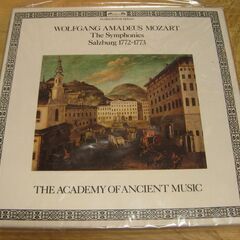 WOLFGANG AMADEUS MOZART
The Symphonies
Salzburg 1772-1773
THE ACADEMY OF ANCIENT MUSIC